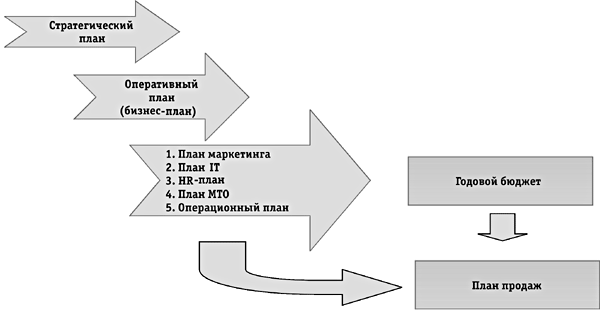 Стратегический
план
Оперативный
план
(бизнес-план)
1. План маркетинга
2. План IT
3. HR-план
4. План МТО
5. Операционный план
Годовой бюджет
План продаж